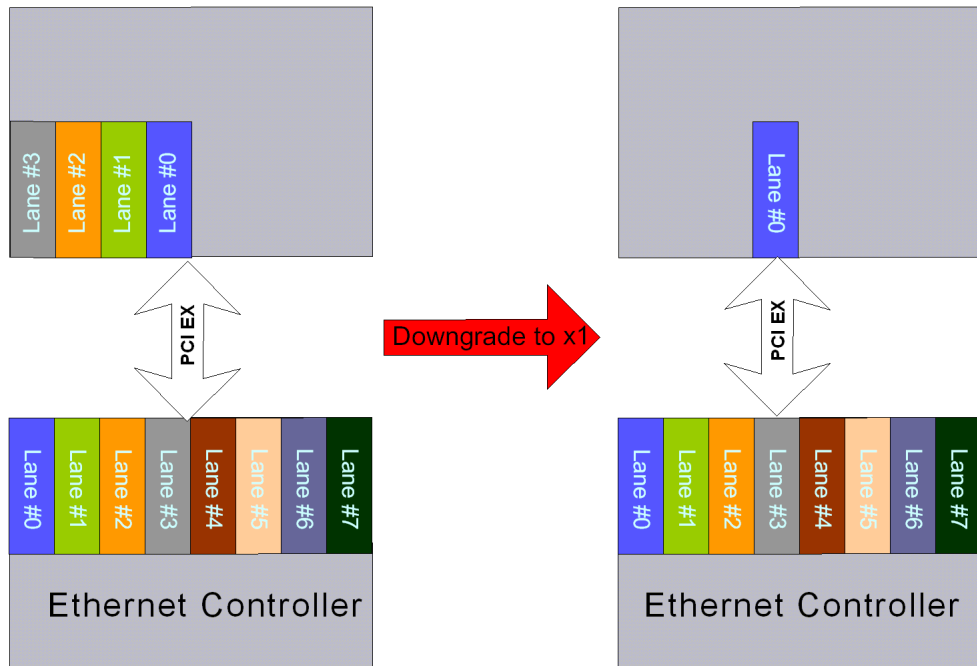 Lane #3
Lane #2
Lane #1
Lane #0
Lane #0
PCI EX
Downgrade to x1
PCI EX
Lane #0
Lane #1
Lane #2
Lane #3
Lane #4
Lane #5
Lane #6
Lane #7
Lane #0
Lane #1
Lane #2
Lane #3
Lane #4
Lane #5
Lane #6
Lane #7
Ethernet Controller
Ethernet Controller